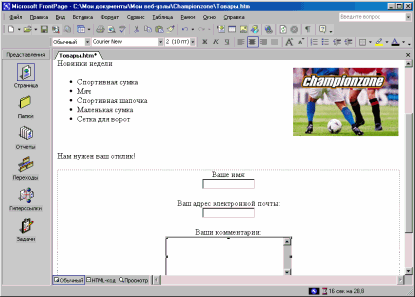 Microsoft FrontPage - C:\Мои документы\Мои веб-узлы\Championzone\Товары.htm
Файл Правка Вид Вставка Формат Сервис Таблица Рамки Окно Справка
Введите вопрос
Обычный Courier New 2 (10 пт)
Представления
Товары.htm*
Страница
Папки
Отчеты
Переходы
Гиперссылки
Задачи
Новинки недели
Спортивная сумка
Мяч
Спортивная шапочка
Маленькая сумка
Сетка для ворот
championzone
Нам нужен ваш отклик!
Ваше имя:
Ваш адрес электронной почты:
Ваши комментарии:
Обычный HTML-код Просмотр
16 сек на 28,8